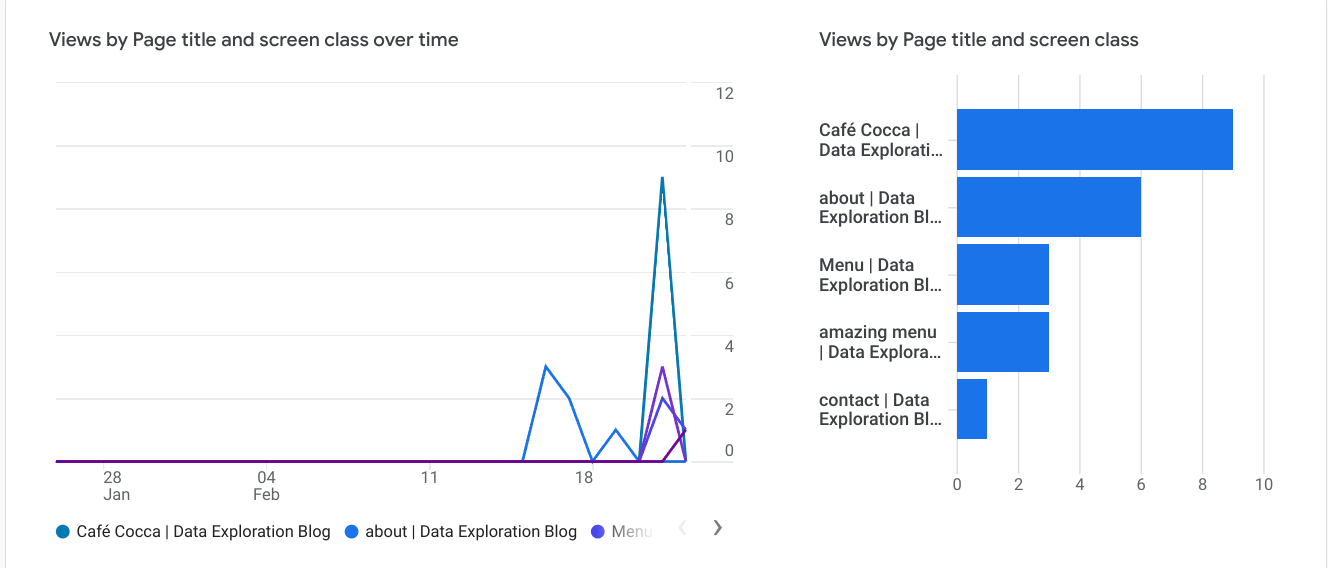 Views by Page title and screen class over time
12
10
8
6
4
2
0
28
Jan
04
Feb
11
18
Café Cocca | Data Exploration Blog
about | Data Exploration Blog
Menu
Views by Page title and screen class
Café Cocca |
Data Explorati...
about | Data
Exploration Bl...
Menu | Data
Exploration Bl...
amazing menu
| Data Explora...
contact | Data
Exploration Bl...
0
2
4
6
8
10